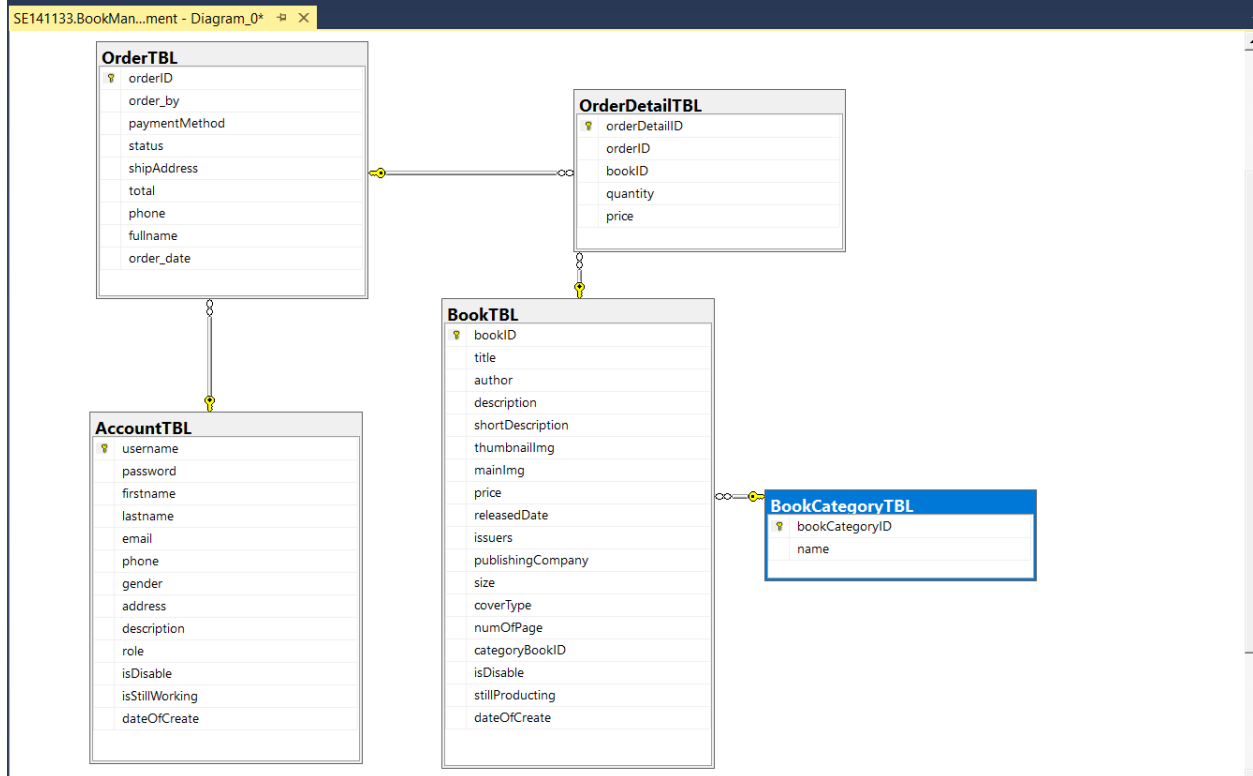 SE141133.BookMan...ment - Diagram_0*
OrderTBL
orderID
order_by
paymentMethod
status
shipAddress
total
phone
fullname
order_date
OrderDetailTBL
orderDetailID
orderID
bookID
quantity
price
BookTBL
bookID
title
author
description
shortDescription
thumbnailImg
mainImg
price
releasedDate
issuers
publishingCompany
size
coverType
numOfPage
categoryBookID
isDisable
stillProducting
dateOfCreate
AccountTBL
username
password
firstname
lastname
email
phone
gender
address
description
role
isDisable
isStillWorking
dateOfCreate
BookCategoryTBL
bookCategoryID
name